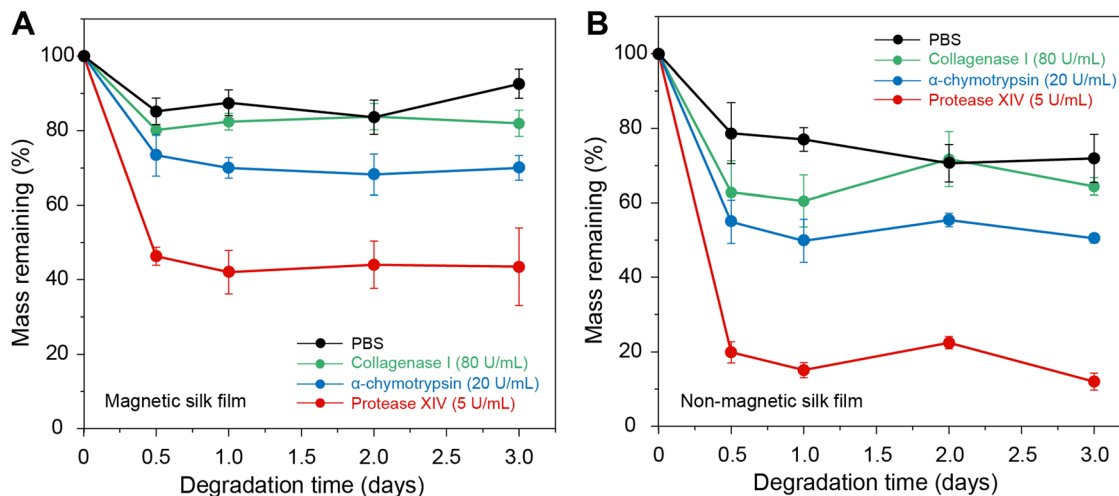 A
Mass remaining (%)
100
80
60
40
20
0
PBS
Collagenase I (80 U/mL)
α-chymotrypsin (20 U/mL)
Protease XIV (5 U/mL)
Magnetic silk film
0 0.5 1.0 1.5 2.0 2.5 3.0
Degradation time (days)
B
Mass remaining (%)
100
80
60
40
20
0
PBS
Collagenase I (80 U/mL)
α-chymotrypsin (20 U/mL)
Protease XIV (5 U/mL)
Non-magnetic silk film
0 0.5 1.0 1.5 2.0 2.5 3.0
Degradation time (days)